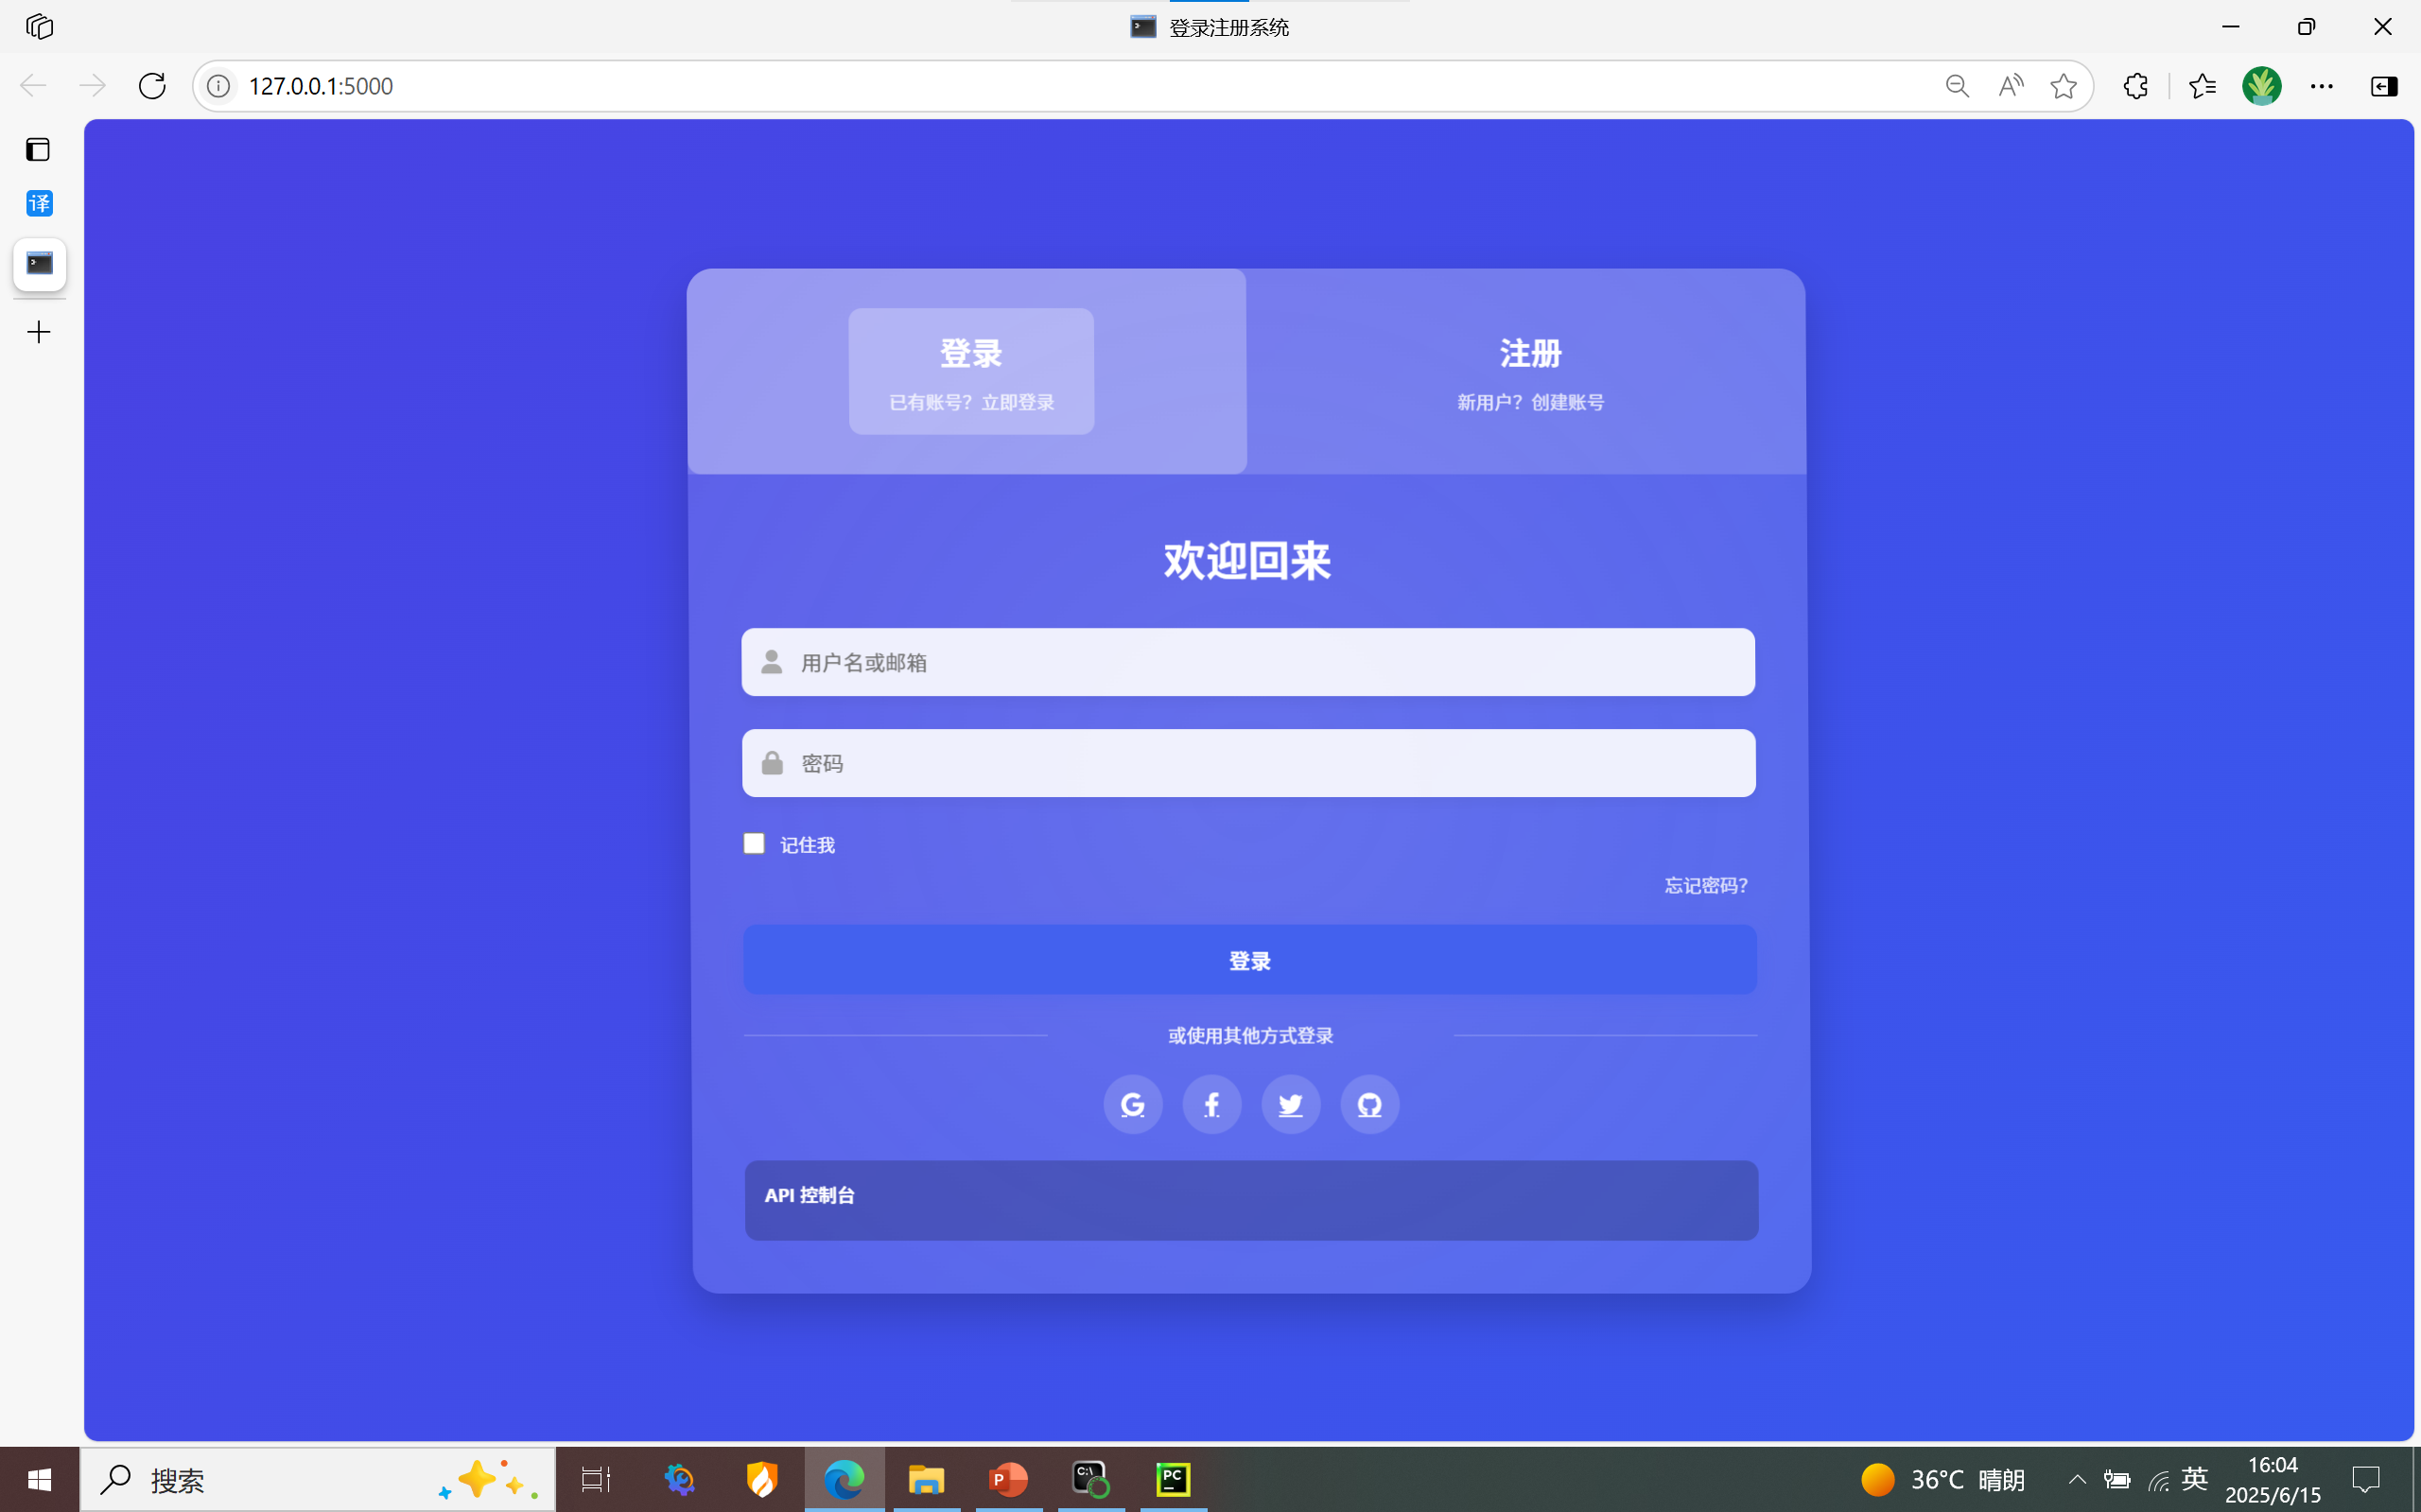 登录注册系统
127.0.0.1:5000
译
登录
已有账号？立即登录
注册
新用户？创建账号
欢迎回来
用户名或邮箱
密码
记住我
忘记密码？
登录
或使用其他方式登录
API 控制台
搜索
P
C:\
PC
36°C 晴朗
英
16:04
2025/6/15